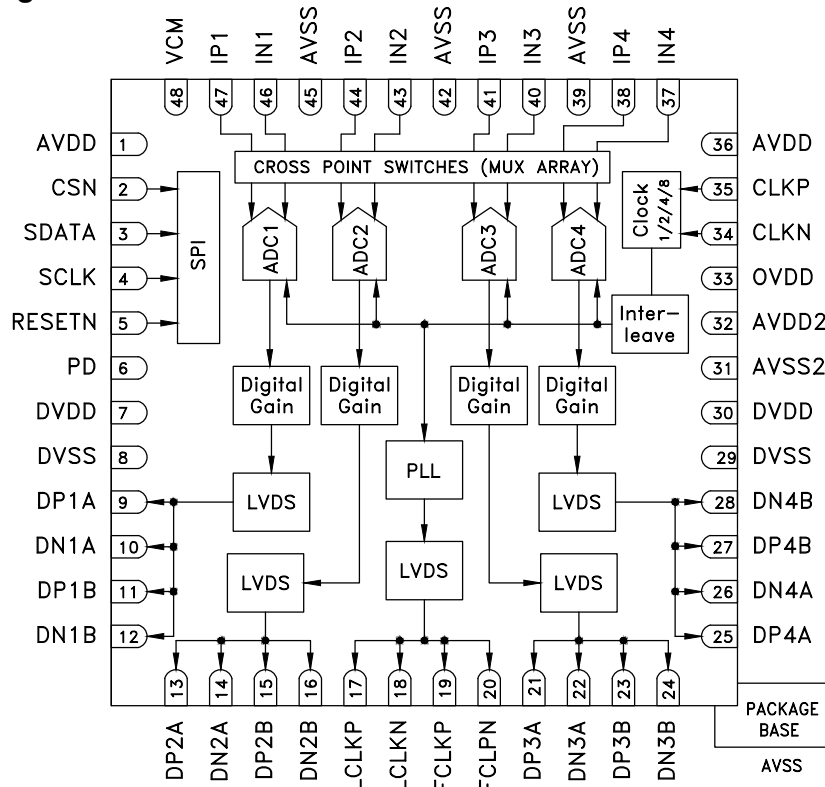 VCM IP1 IN1 AVSS IP2 IN2 AVSS IP3 IN3 AVSS IP4 IN4
48 47 46 45 44 43 42 41 40 39 38 37
AVDD 1
CSN 2
SDATA 3
SCLK 4
RESETN 5
PD 6
DVDD 7
DVSS 8
DP1A 9
DN1A 10
DP1B 11
DN1B 12
CROSS POINT SWITCHES (MUX ARRAY)
SPI
ADC1 ADC2 ADC3 ADC4
Clock
1/2/4/8
Inter-
leave
Digital
Gain
Digital
Gain
Digital
Gain
Digital
Gain
PLL
LVDS
LVDS
LVDS
LVDS
LVDS
36 AVDD
35 CLKP
34 CLKN
33 OVDD
32 AVDD2
31 AVSS2
30 DVDD
29 DVSS
28 DN4B
27 DP4B
26 DN4A
25 DP4A
13 14 15 16 17 18 19 20 21 22 23 24
DP2A DN2A DP2B DN2B LCLKP LCLKN FCLKP FCLPN DP3A DN3A DP3B DN3B
PACKAGE
BASE
AVSS